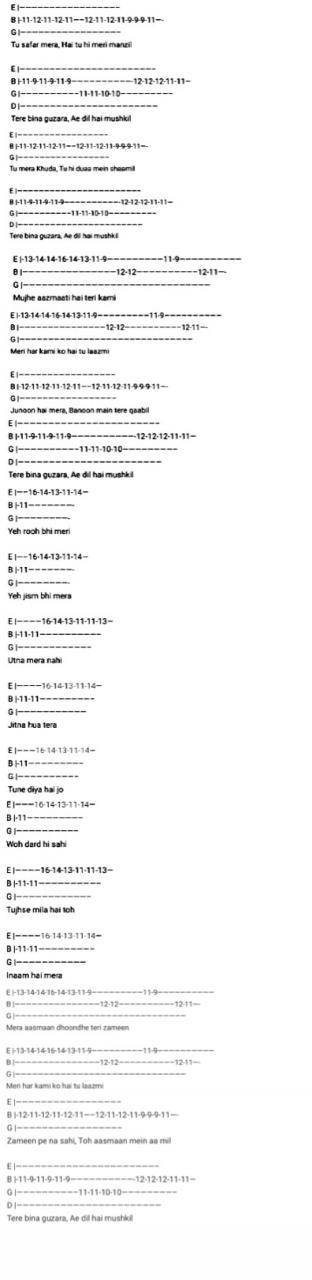 E |-------------------
B |-11-12-11-12-11---12-11-12-11-9-9-9-11--
G |-------------------
Tu safar mera, Hai tu hi meri manzil
E |--------------------------
B |-11-9-11-9-11-9------------12-12-12-11-11--
G |------------11-11-10-10----------
D |--------------------------
Tere bina guzara, Ae dil hai mushkil
E |-------------------
B |-11-12-11-12-11---12-11-12-11-9-9-9-11--
G |-------------------
Tu mera Khuda, Tu hi duaa mein shaamil
E |--------------------------
B |-11-9-11-9-11-9------------12-12-12-11-11--
G |------------11-11-10-10----------
D |--------------------------
Tere bina guzara, Ae dil hai mushkil
E |-13-14-14-16-14-13-11-9-----------11-9------------
B |------------------12-12-----------12-11--
G |------------------------------------
Mujhe aazmaati hai teri kami
E |-13-14-14-16-14-13-11-9-----------11-9------------
B |------------------12-12-----------12-11--
G |------------------------------------
Meri har kami ko hai tu laazmi
E |-------------------
B |-12-11-12-11-12-11---12-11-12-11-9-9-9-11--
G |-------------------
Junoon hai mera, Banoon main tere qaabil
E |--------------------------
B |-11-9-11-9-11-9------------12-12-12-11-11--
G |------------11-11-10-10----------
D |--------------------------
Tere bina guzara, Ae dil hai mushkil
E |---16-14-13-11-14--
B |-11--------
G |----------
Yeh rooh bhi meri
E |---16-14-13-11-14--
B |-11--------
G |----------
Yeh jism bhi mera
E |-----16-14-13-11-11-13--
B |-11-11------------
G |--------------
Utna mera nahi
E |-----16-14-13-11-14--
B |-11-11-----------
G |-------------
Jitna hua tera
E |----16-14-13-11-14--
B |-11----------
G |-----------
Tune diya hai jo
E |----16-14-13-11-14--
B |-11----------
G |-----------
Woh dard hi sahi
E |-----16-14-13-11-11-13--
B |-11-11------------
G |--------------
Tujhse mila hai toh
E |-----16-14-13-11-14--
B |-11-11-----------
G |-------------
Inaam hai mera
E |-13-14-14-16-14-13-11-9-----------11-9------------
B |------------------12-12-----------12-11--
G |------------------------------------
Mera aasmaan dhoondhe teri zameen
E |-13-14-14-16-14-13-11-9-----------11-9------------
B |------------------12-12-----------12-11--
G |------------------------------------
Meri har kami ko hai tu laazmi
E |-------------------
B |-12-11-12-11-12-11---12-11-12-11-9-9-9-11--
G |-------------------
Zameen pe na sahi, Toh aasmaan mein aa mil
E |--------------------------
B |-11-9-11-9-11-9------------12-12-12-11-11--
G |------------11-11-10-10----------
D |--------------------------
Tere bina guzara, Ae dil hai mushkil